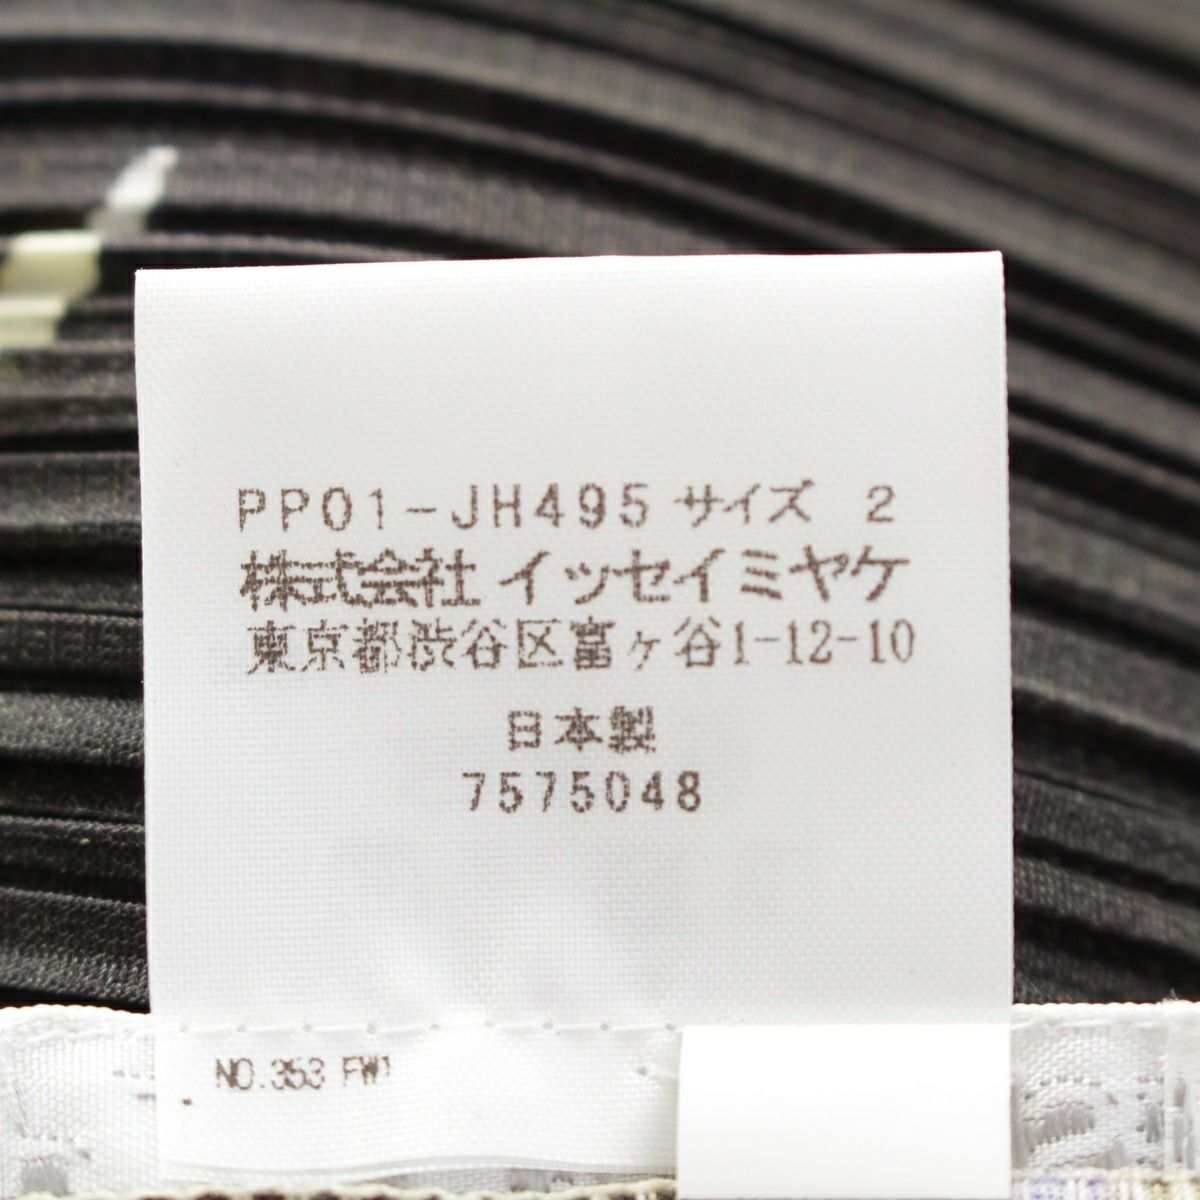 PP01-JH495 サイズ 2
株式会社 イッセイミヤケ
東京都渋谷区富ヶ谷1-12-10
日本製
7575048
NO.353 FW1